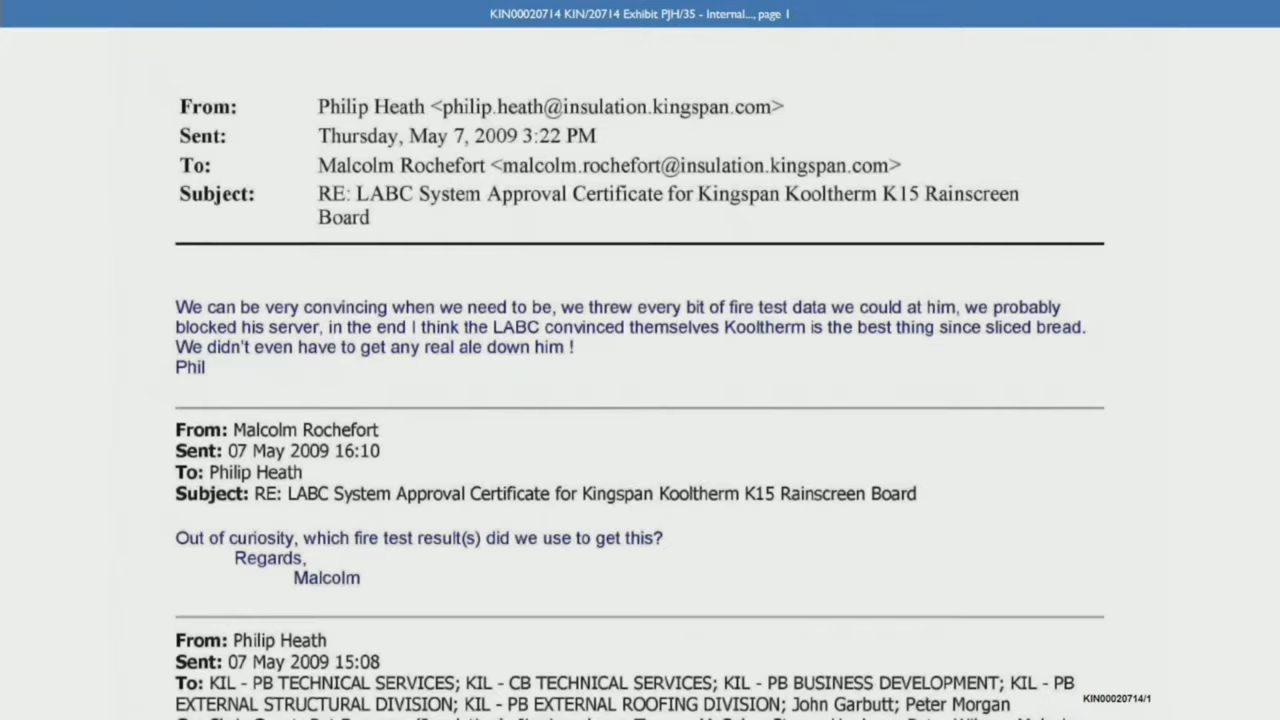 KIN00020714 KIN/20714 Exhibit PJH/35 - Internal..., page 1
From: Philip Heath <philip.heath@insulation.kingspan.com>
Sent: Thursday, May 7, 2009 3:22 PM
To: Malcolm Rochefort <malcolm.rochefort@insulation.kingspan.com>
Subject: RE: LABC System Approval Certificate for Kingspan Kooltherm K15 Rainscreen
Board
We can be very convincing when we need to be, we threw every bit of fire test data we could at him, we probably
blocked his server, in the end I think the LABC convinced themselves Kooltherm is the best thing since sliced bread.
We didn't even have to get any real ale down him !
Phil
From: Malcolm Rochefort
Sent: 07 May 2009 16:10
To: Philip Heath
Subject: RE: LABC System Approval Certificate for Kingspan Kooltherm K15 Rainscreen Board
Out of curiosity, which fire test result(s) did we use to get this?
Regards,
Malcolm
From: Philip Heath
Sent: 07 May 2009 15:08
To: KIL - PB TECHNICAL SERVICES; KIL - CB TECHNICAL SERVICES; KIL - PB BUSINESS DEVELOPMENT; KIL - PB
EXTERNAL STRUCTURAL DIVISION; KIL - PB EXTERNAL ROOFING DIVISION; John Garbutt; Peter Morgan
KIN00020714/1